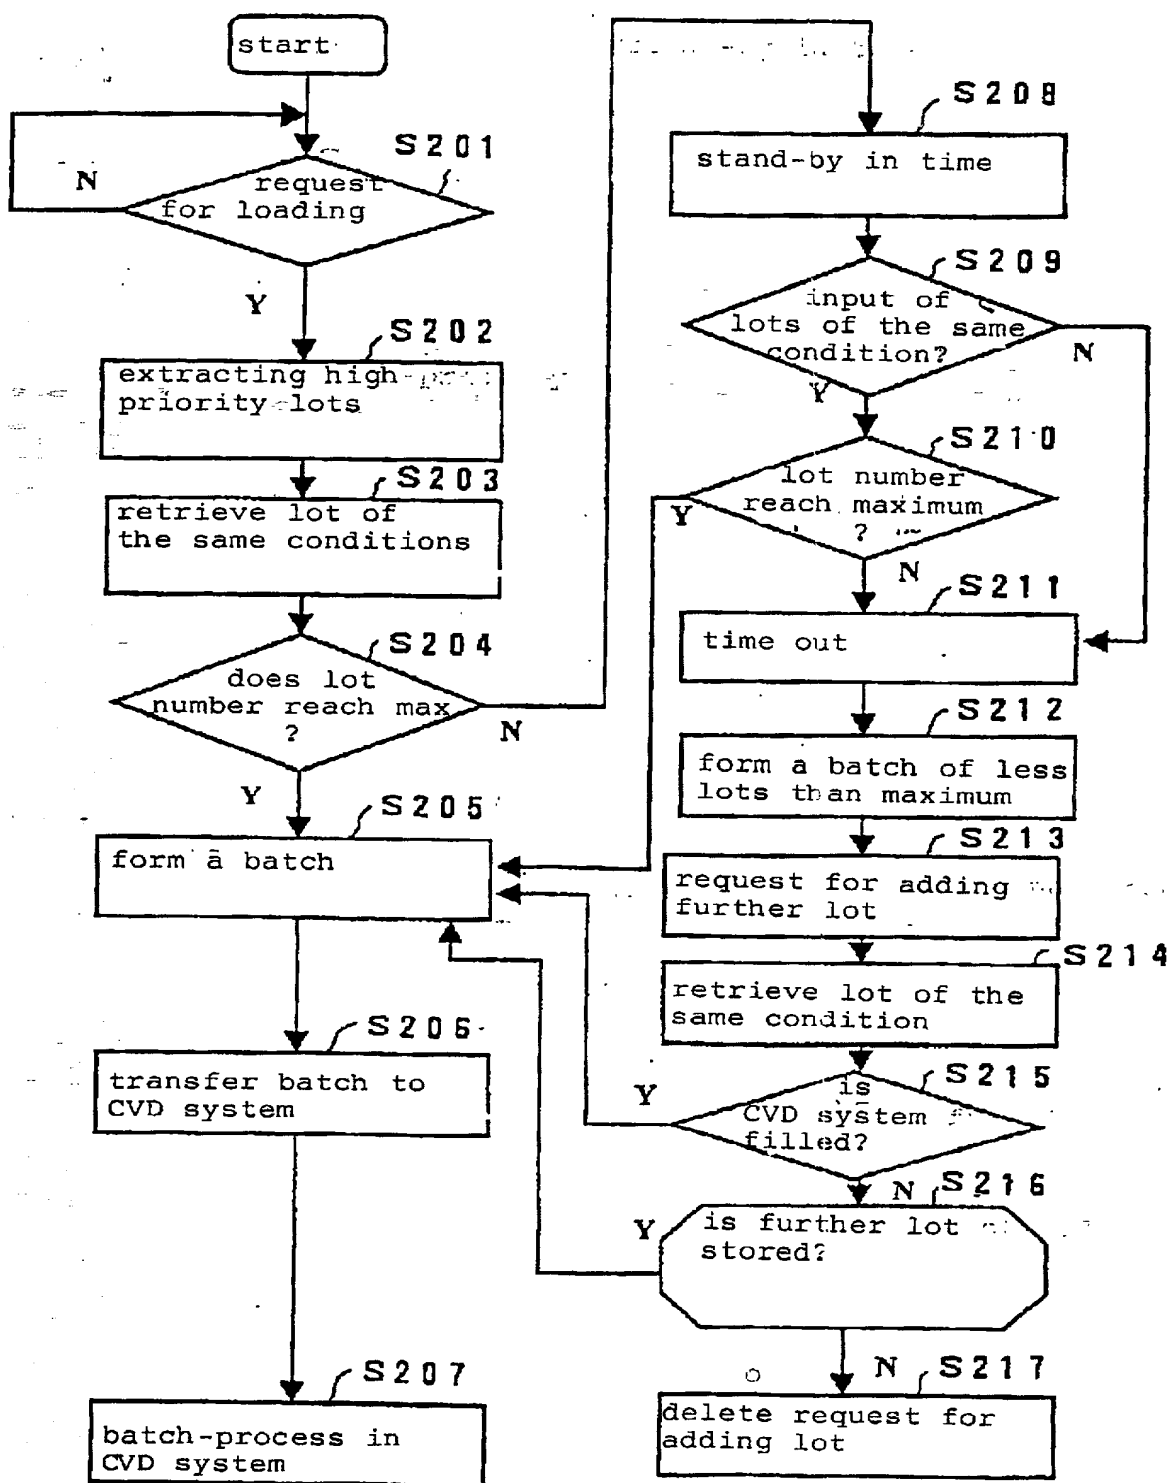 start
S201
N
request
for loading
Y
S202
extracting high-
priority lots
S203
retrieve lot of
the same conditions
S204
does lot
number reach max
?
N
Y
S205
form a batch
S206
transfer batch to
CVD system
S207
batch-process in
CVD system
S208
stand-by in time
S209
input of
lots of the same
condition?
N
Y
S210
lot number
reach maximum
?
Y
N
S211
time out
S212
form a batch of less
lots than maximum
S213
request for adding
further lot
S214
retrieve lot of the
same condition
S215
Y
is
CVD system
filled?
N
S216
Y
is further lot
stored?
N
S217
delete request for
adding lot